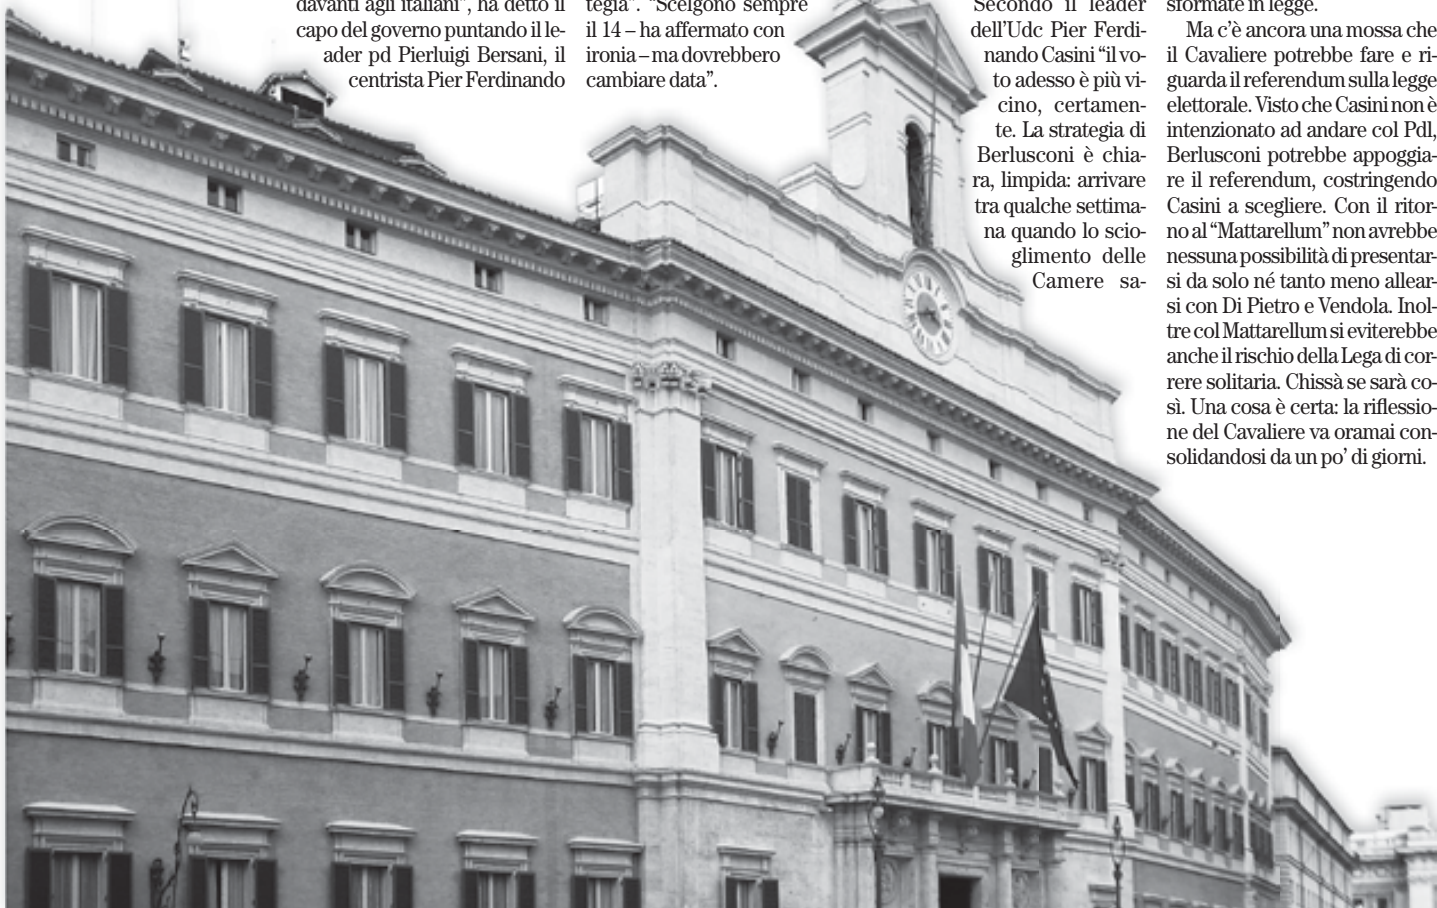 davanti agli italiani”, ha detto il
capo del governo puntando il le-
ader pd Pierluigi Bersani, il
centrista Pier Ferdinando
tegia”. “Scelgono sempre
il 14 – ha affermato con
ironia – ma dovrebbero
cambiare data”.
Secondo il leader
dell’Udc Pier Ferdi-
nando Casini “il vo-
to adesso è più vi-
cino, certamen-
te. La strategia di
Berlusconi è chia-
ra, limpida: arrivare
tra qualche settima-
na quando lo scio-
glimento delle
Camere sa-
sformate in legge.
Ma c’è ancora una mossa che
il Cavaliere potrebbe fare e ri-
guarda il referendum sulla legge
elettorale. Visto che Casini non è
intenzionato ad andare col Pdl,
Berlusconi potrebbe appoggia-
re il referendum, costringendo
Casini a scegliere. Con il ritor-
no al “Mattarellum” non avrebbe
nessuna possibilità di presentar-
si da solo né tanto meno allear-
si con Di Pietro e Vendola. Inol-
tre col Mattarellum si eviterebbe
anche il rischio della Lega di cor-
rere solitaria. Chissà se sarà co-
sì. Una cosa è certa: la riflessio-
ne del Cavaliere va oramai con-
solidandosi da un po’ di giorni.